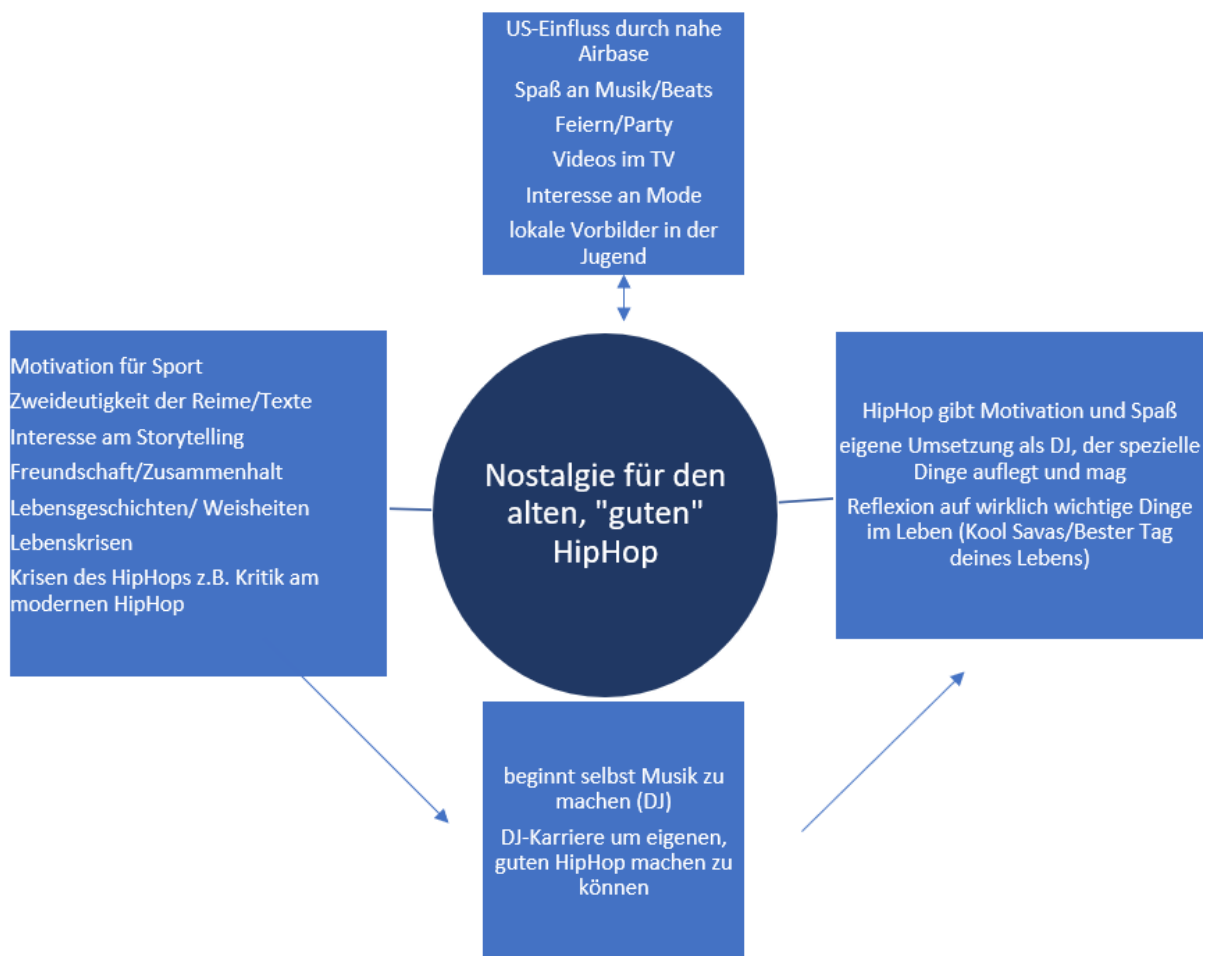 US-Einfluss durch nahe
Airbase
Spaß an Musik/Beats
Feiern/Party
Videos im TV
Interesse an Mode
lokale Vorbilder in der
Jugend
Motivation für Sport
Zweideutigkeit der Reime/Texte
Interesse am Storytelling
Freundschaft/Zusammenhalt
Lebensgeschichten/ Weisheiten
Lebenskrisen
Krisen des HipHops z.B. Kritik am
modernen HipHop
Nostalgie für den
alten, "guten"
HipHop
HipHop gibt Motivation und Spaß
eigene Umsetzung als DJ, der spezielle
Dinge auflegt und mag
Reflexion auf wirklich wichtige Dinge
im Leben (Kool Savas/Bester Tag
deines Lebens)
beginnt selbst Musik zu
machen (DJ)
DJ-Karriere um eigenen,
guten HipHop machen zu
können